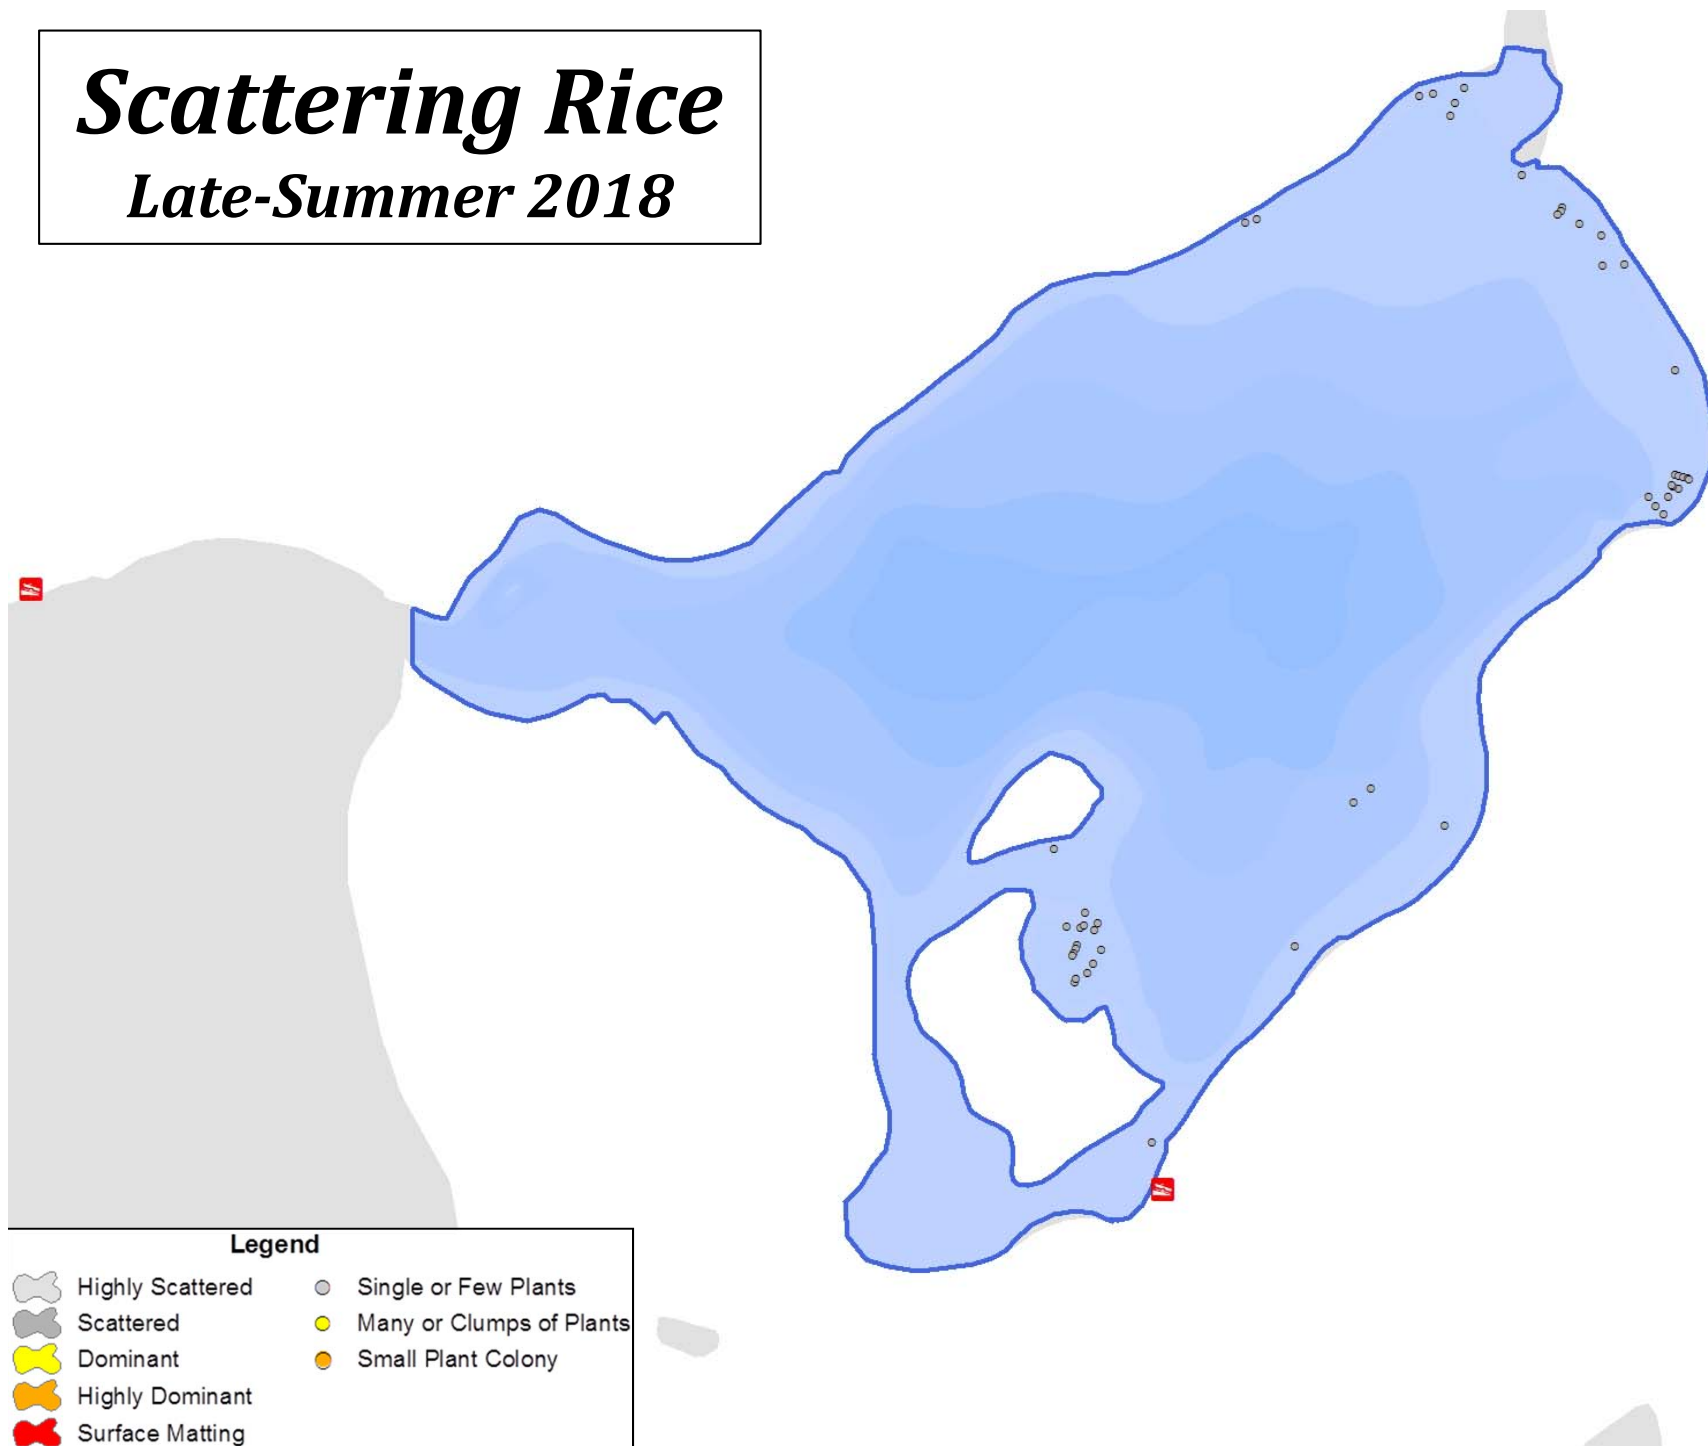 Scattering Rice
Late-Summer 2018
Legend
Highly Scattered
Scattered
Dominant
Highly Dominant
Surface Matting
Single or Few Plants
Many or Clumps of Plants
Small Plant Colony